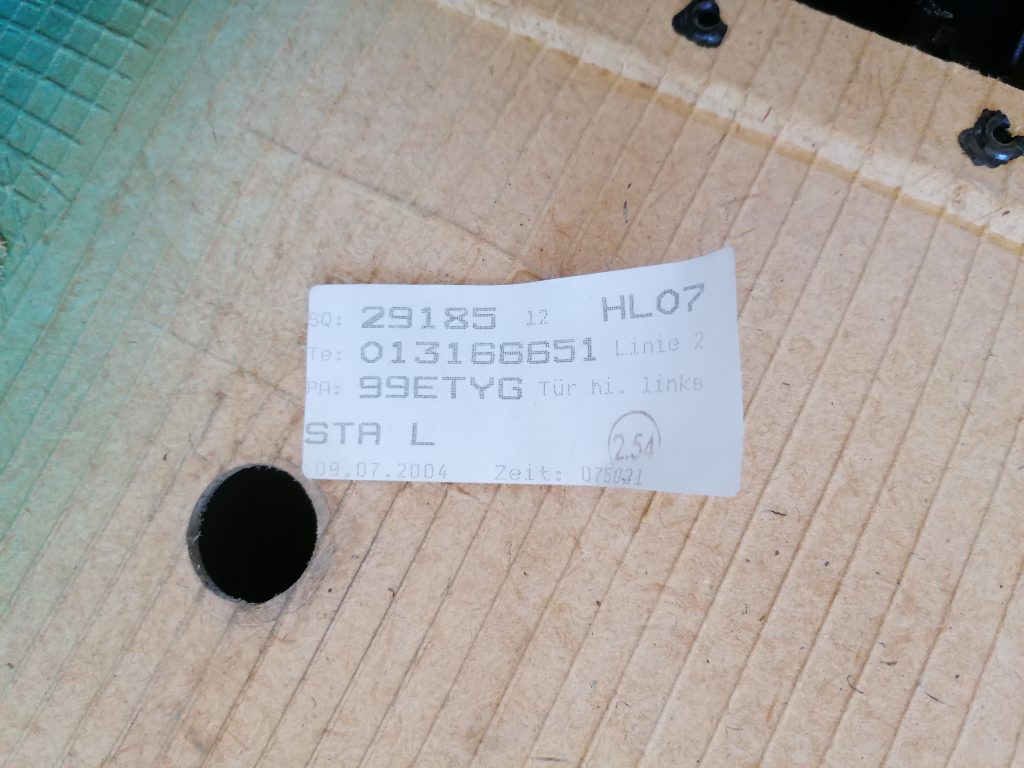 SQ: 29185 12 HL07
Te: 013166651 Linie 2
PA: 99ETYG Tür hi. links
STA L
2.54
09.07.2004 Zeit: